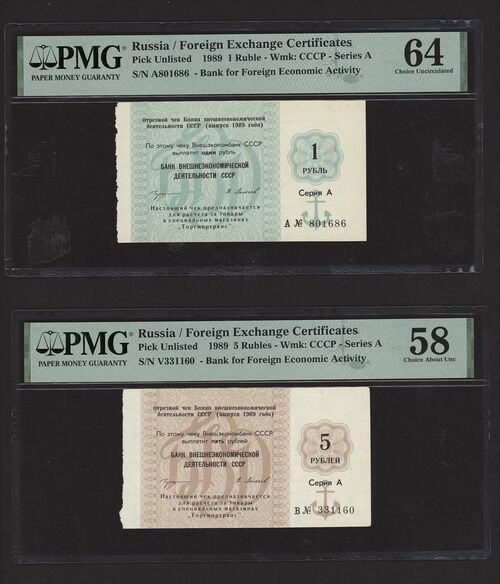 PMG
PAPER MONEY GUARANTY
Russia / Foreign Exchange Certificates
Pick Unlisted 1989 1 Ruble - Wmk: CCCP - Series A
S/N A801686 - Bank for Foreign Economic Activity
64
Choice Uncirculated
Отрезной чек Банка внешнеэкономической
деятельности СССР (выпуск 1989 года)
По этому чеку Внешэкономбанк СССР
выплатит один рубль
БАНК ВНЕШНЕЭКОНОМИЧЕСКОЙ
ДЕЯТЕЛЬНОСТИ СССР
Настоящий чек предназначается
для расчета за товары
в специальных магазинах
"Торгмортранс".
1
РУБЛЬ
Серия А
А № 801686
PMG
PAPER MONEY GUARANTY
Russia / Foreign Exchange Certificates
Pick Unlisted 1989 5 Rubles - Wmk: CCCP - Series A
S/N V331160 - Bank for Foreign Economic Activity
58
Choice About Unc
Отрезной чек Банка внешнеэкономической
деятельности СССР (выпуск 1989 года)
По этому чеку Внешэкономбанк СССР
выплатит пять рублей
БАНК ВНЕШНЕЭКОНОМИЧЕСКОЙ
ДЕЯТЕЛЬНОСТИ СССР
Настоящий чек предназначается
для расчета за товары
в специальных магазинах
"Торгмортранс"
5
РУБЛЕЙ
Серия А
В № 331160